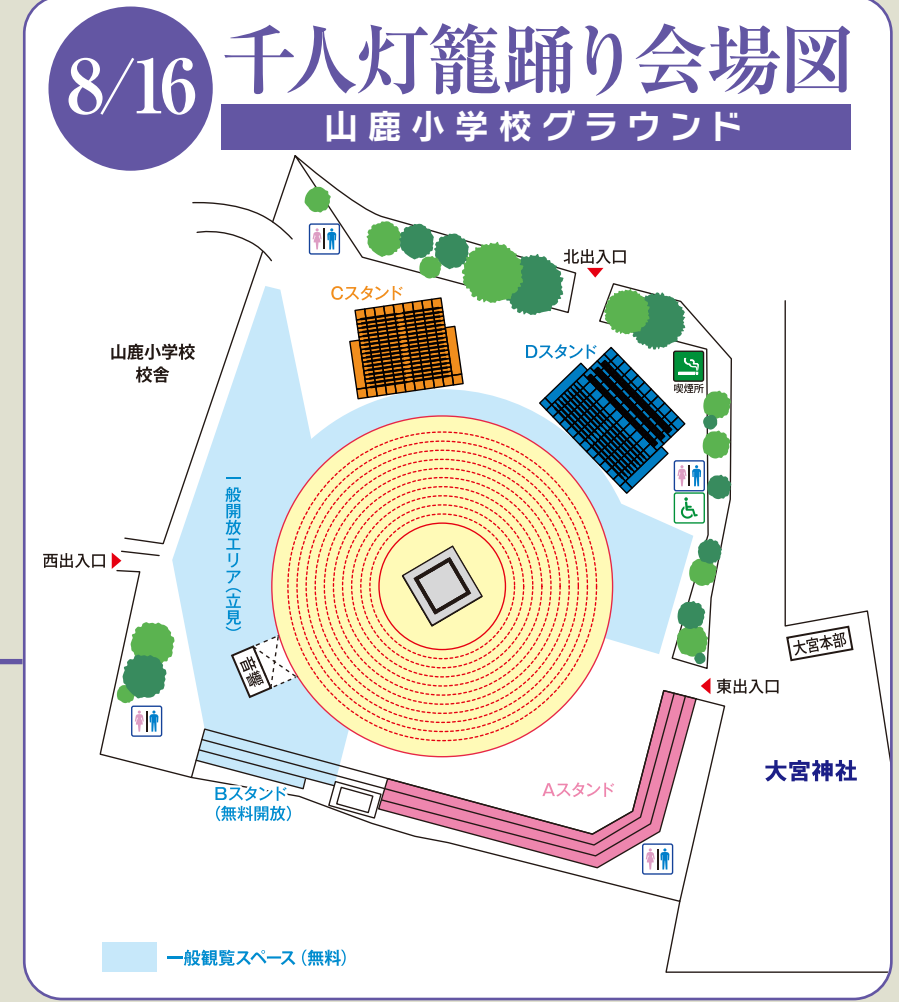 8/16
千人灯籠踊り会場図
山鹿小学校グラウンド
北出入口
Cスタンド
Dスタンド
山鹿小学校
校舎
喫煙所
一般開放エリア（立見）
西出入口
音響
大宮本部
東出入口
大宮神社
Aスタンド
Bスタンド
（無料開放）
一般観覧スペース（無料）